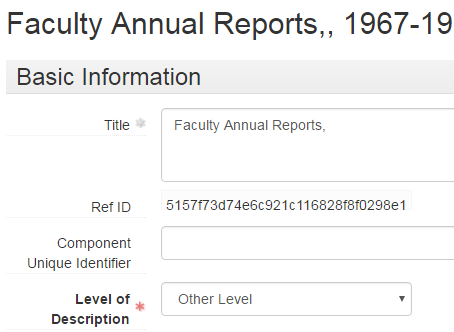 Faculty Annual Reports,, 1967-19
Basic Information
Title
Faculty Annual Reports,
Ref ID
5157f73d74e6c921c116828f8f0298e1
Component
Unique Identifier
Level of
Description
Other Level